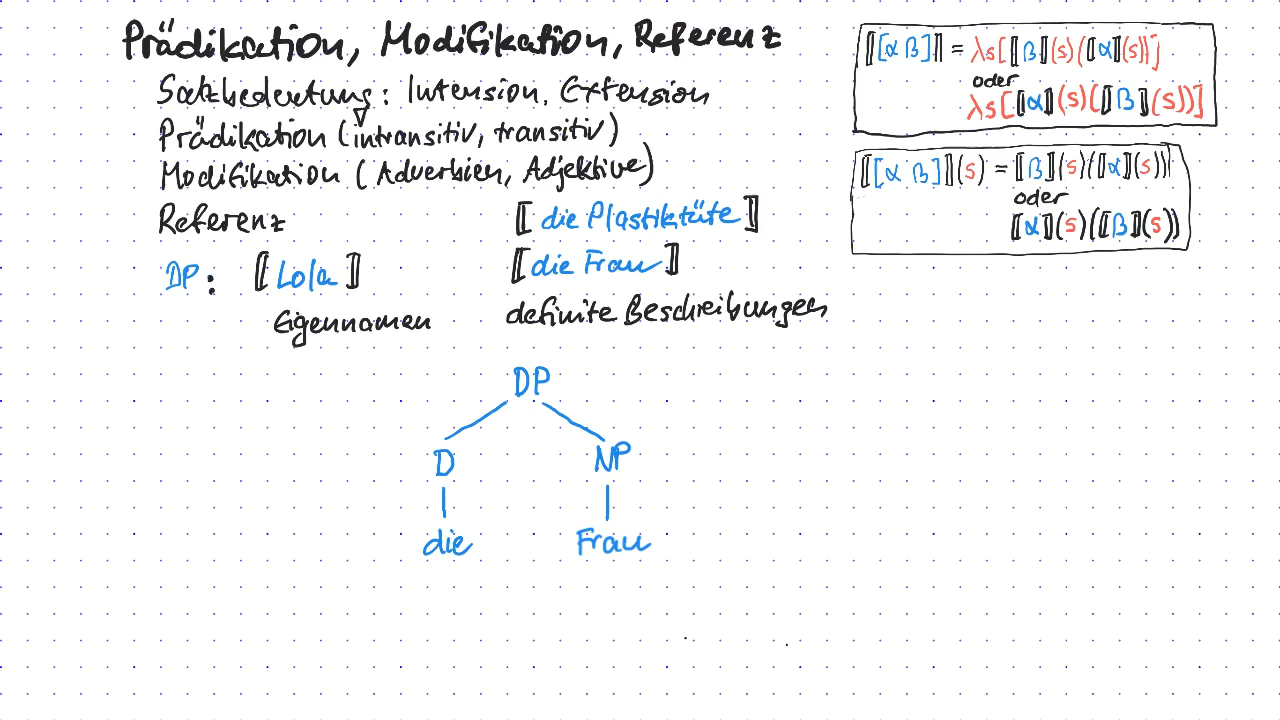 Prädikation, Modifikation, Referenz
Satzbedeutung: Intension, Extension
Prädikation (intransitiv, transitiv)
Modifikation (Adverbien, Adjektive)
Referenz
⟦die Plastiktüte⟧
DP: ⟦Lola⟧
⟦die Frau⟧
Eigennamen
definite Beschreibungen
⟦[α β]⟧ = λs[⟦β⟧(s)(⟦α⟧(s))]
oder
λs[⟦α⟧(s)(⟦β⟧(s))]
⟦[α β]⟧(s) = ⟦β⟧(s)(⟦α⟧(s))
oder
⟦α⟧(s)(⟦β⟧(s))
DP
D NP
die Frau